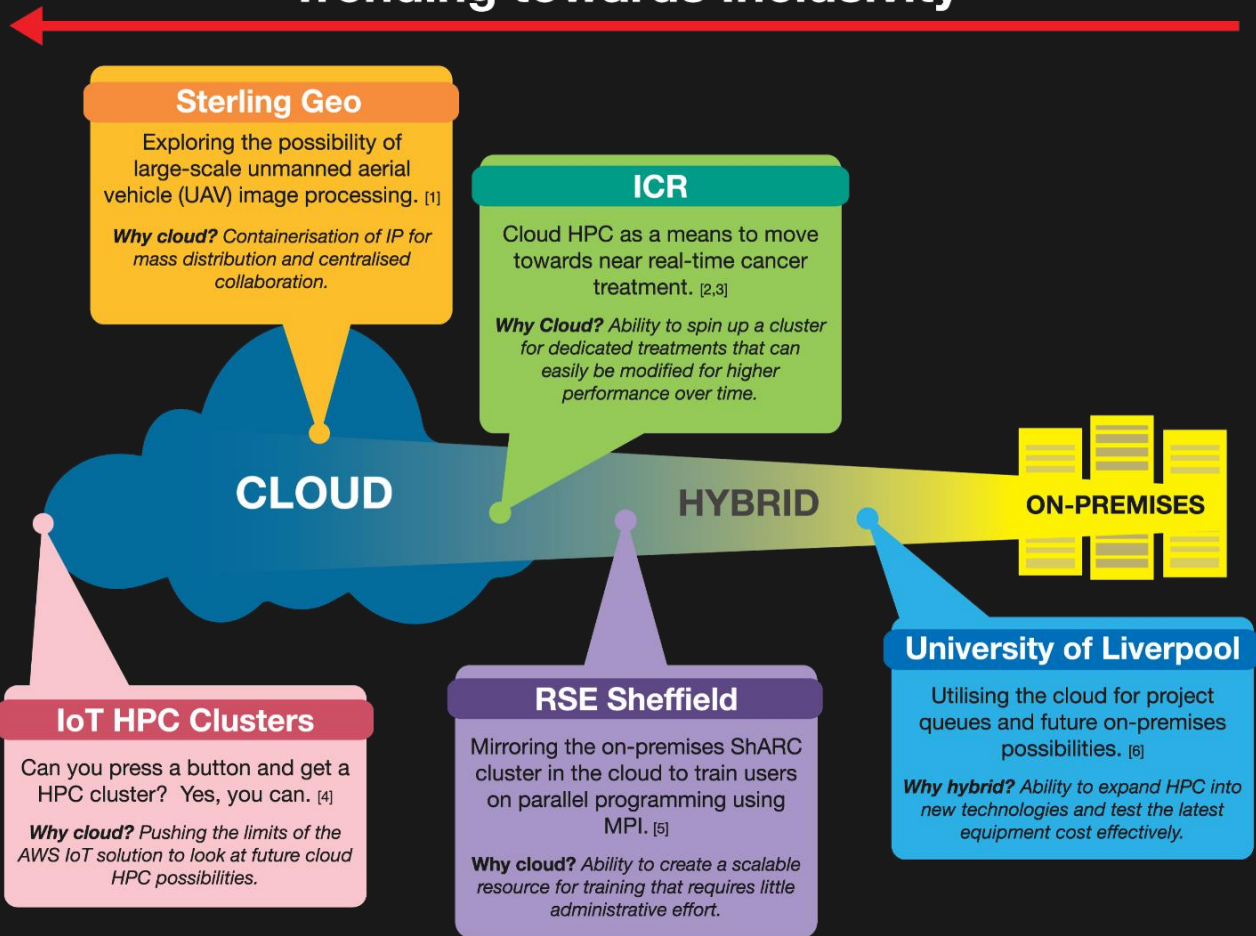 Trending towards inclusivity
Sterling Geo
Exploring the possibility of
large-scale unmanned aerial
vehicle (UAV) image processing. [1]
Why cloud? Containerisation of IP for
mass distribution and centralised
collaboration.
ICR
Cloud HPC as a means to move
towards near real-time cancer
treatment. [2,3]
Why Cloud? Ability to spin up a cluster
for dedicated treatments that can
easily be modified for higher
performance over time.
CLOUD
HYBRID
ON-PREMISES
IoT HPC Clusters
Can you press a button and get a
HPC cluster? Yes, you can. [4]
Why cloud? Pushing the limits of the
AWS IoT solution to look at future cloud
HPC possibilities.
RSE Sheffield
Mirroring the on-premises ShARC
cluster in the cloud to train users
on parallel programming using
MPI. [5]
Why cloud? Ability to create a scalable
resource for training that requires little
administrative effort.
University of Liverpool
Utilising the cloud for project
queues and future on-premises
possibilities. [6]
Why hybrid? Ability to expand HPC into
new technologies and test the latest
equipment cost effectively.